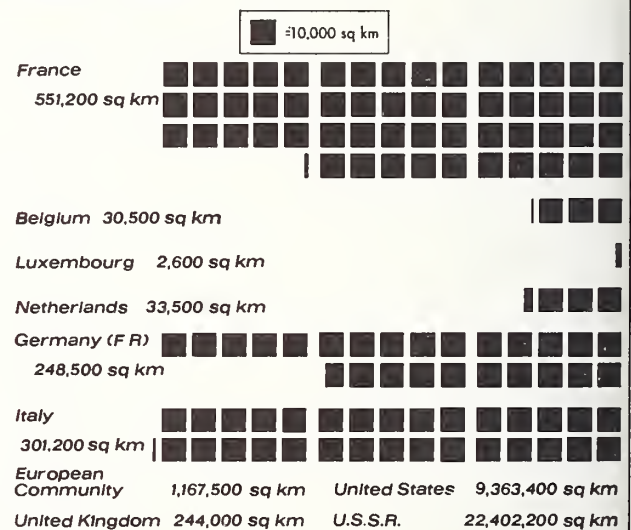 =10,000 sq km
France
551,200 sq km
Belgium 30,500 sq km
Luxembourg 2,600 sq km
Netherlands 33,500 sq km
Germany (F R)
248,500 sq km
Italy
301,200 sq km
European
Community 1,167,500 sq km United States 9,363,400 sq km
United Kingdom 244,000 sq km U.S.S.R. 22,402,200 sq km